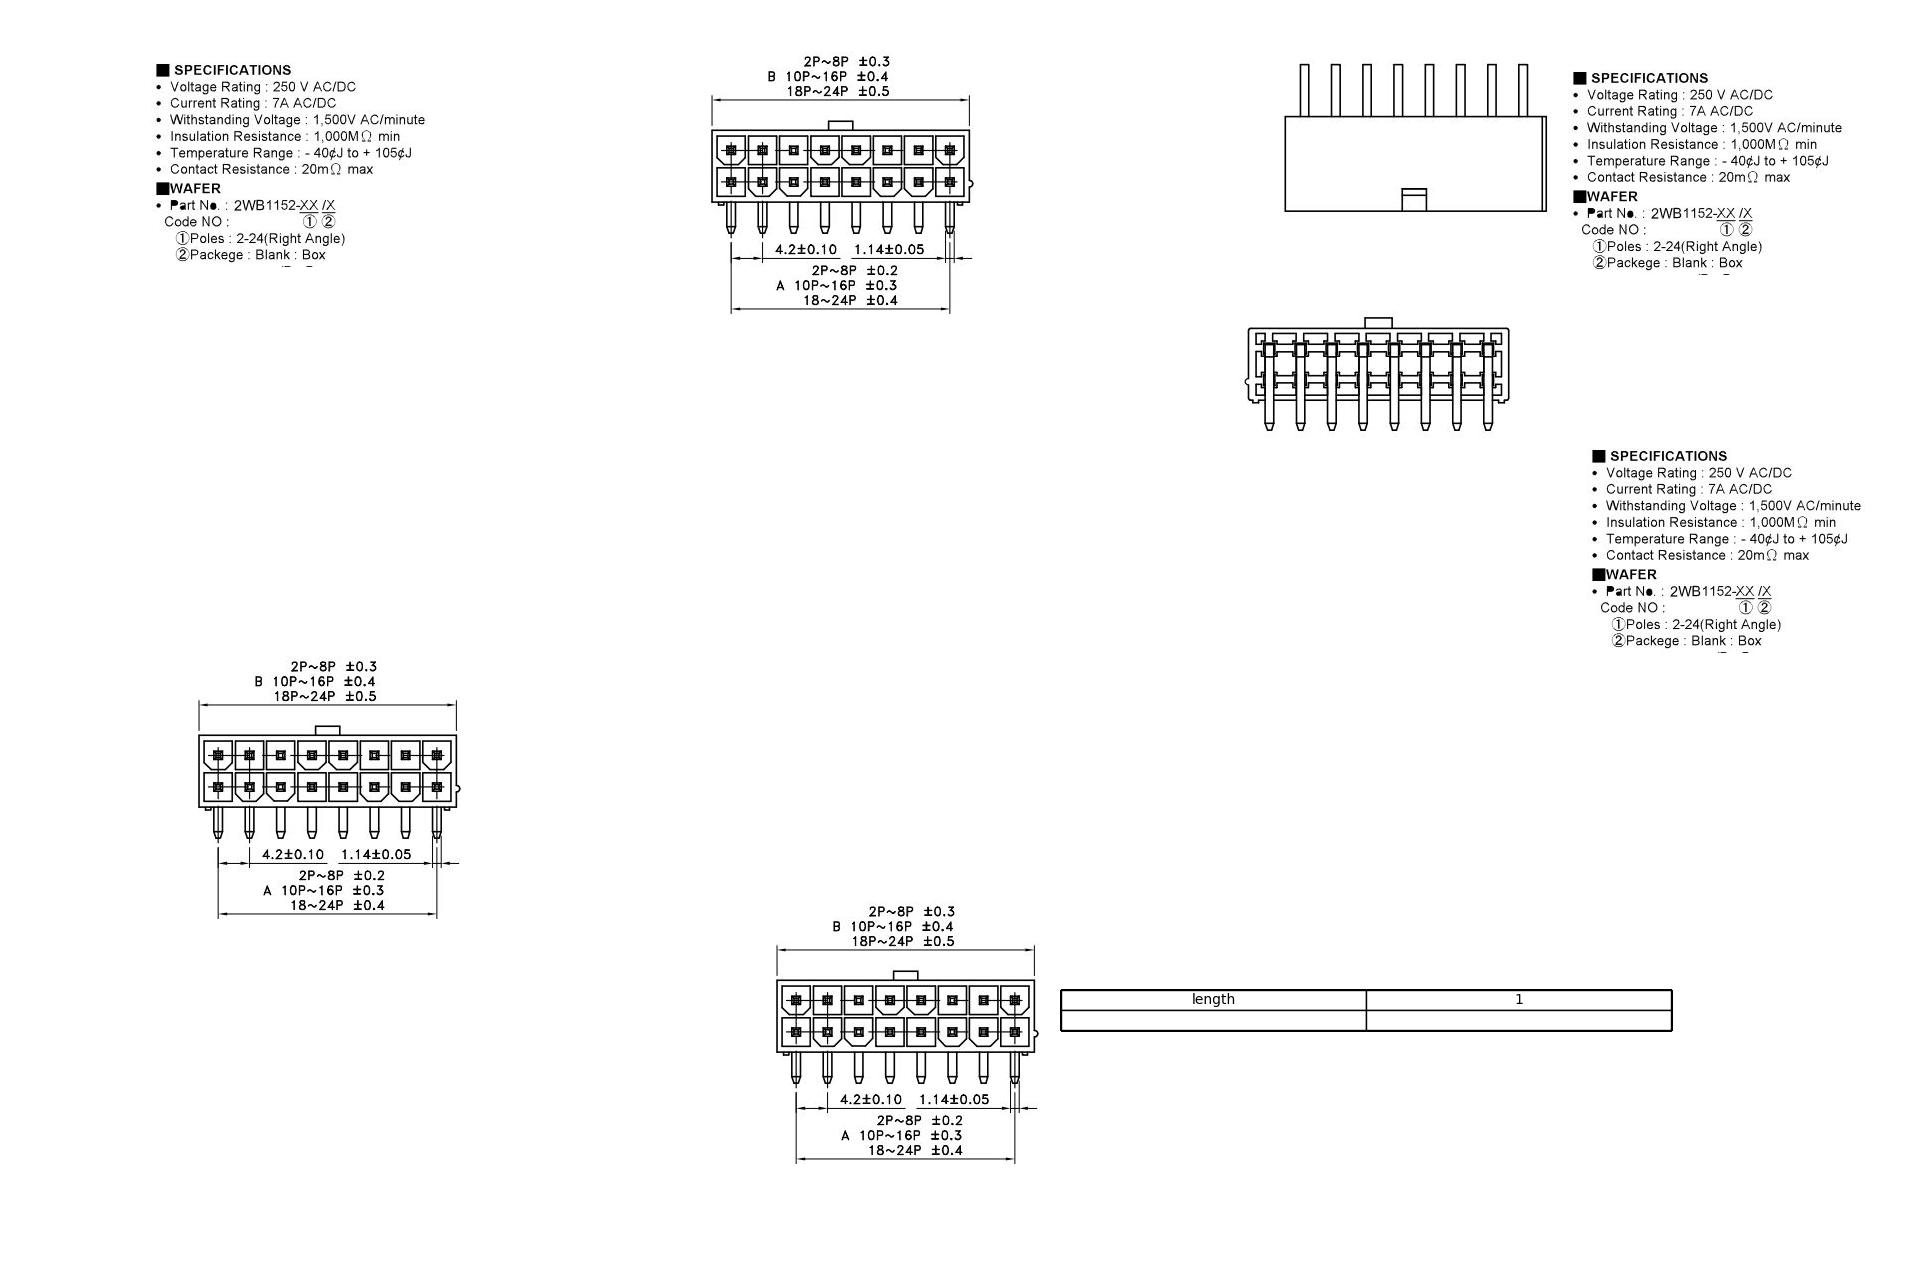 ■ SPECIFICATIONS
• Voltage Rating : 250 V AC/DC
• Current Rating : 7A AC/DC
• Withstanding Voltage : 1,500V AC/minute
• Insulation Resistance : 1,000MΩ min
• Temperature Range : - 40¢J to + 105¢J
• Contact Resistance : 20mΩ max
■WAFER
• Part No. : 2WB1152-XX /X
Code NO : ① ②
①Poles : 2-24(Right Angle)
②Packege : Blank : Box
2P~8P ±0.3
B 10P~16P ±0.4
18P~24P ±0.5
4.2±0.10 1.14±0.05
2P~8P ±0.2
A 10P~16P ±0.3
18~24P ±0.4
■ SPECIFICATIONS
• Voltage Rating : 250 V AC/DC
• Current Rating : 7A AC/DC
• Withstanding Voltage : 1,500V AC/minute
• Insulation Resistance : 1,000MΩ min
• Temperature Range : - 40¢J to + 105¢J
• Contact Resistance : 20mΩ max
■WAFER
• Part No. : 2WB1152-XX /X
Code NO : ① ②
①Poles : 2-24(Right Angle)
②Packege : Blank : Box
■ SPECIFICATIONS
• Voltage Rating : 250 V AC/DC
• Current Rating : 7A AC/DC
• Withstanding Voltage : 1,500V AC/minute
• Insulation Resistance : 1,000MΩ min
• Temperature Range : - 40¢J to + 105¢J
• Contact Resistance : 20mΩ max
■WAFER
• Part No. : 2WB1152-XX /X
Code NO : ① ②
①Poles : 2-24(Right Angle)
②Packege : Blank : Box
2P~8P ±0.3
B 10P~16P ±0.4
18P~24P ±0.5
4.2±0.10 1.14±0.05
2P~8P ±0.2
A 10P~16P ±0.3
18~24P ±0.4
2P~8P ±0.3
B 10P~16P ±0.4
18P~24P ±0.5
4.2±0.10 1.14±0.05
2P~8P ±0.2
A 10P~16P ±0.3
18~24P ±0.4
length 1